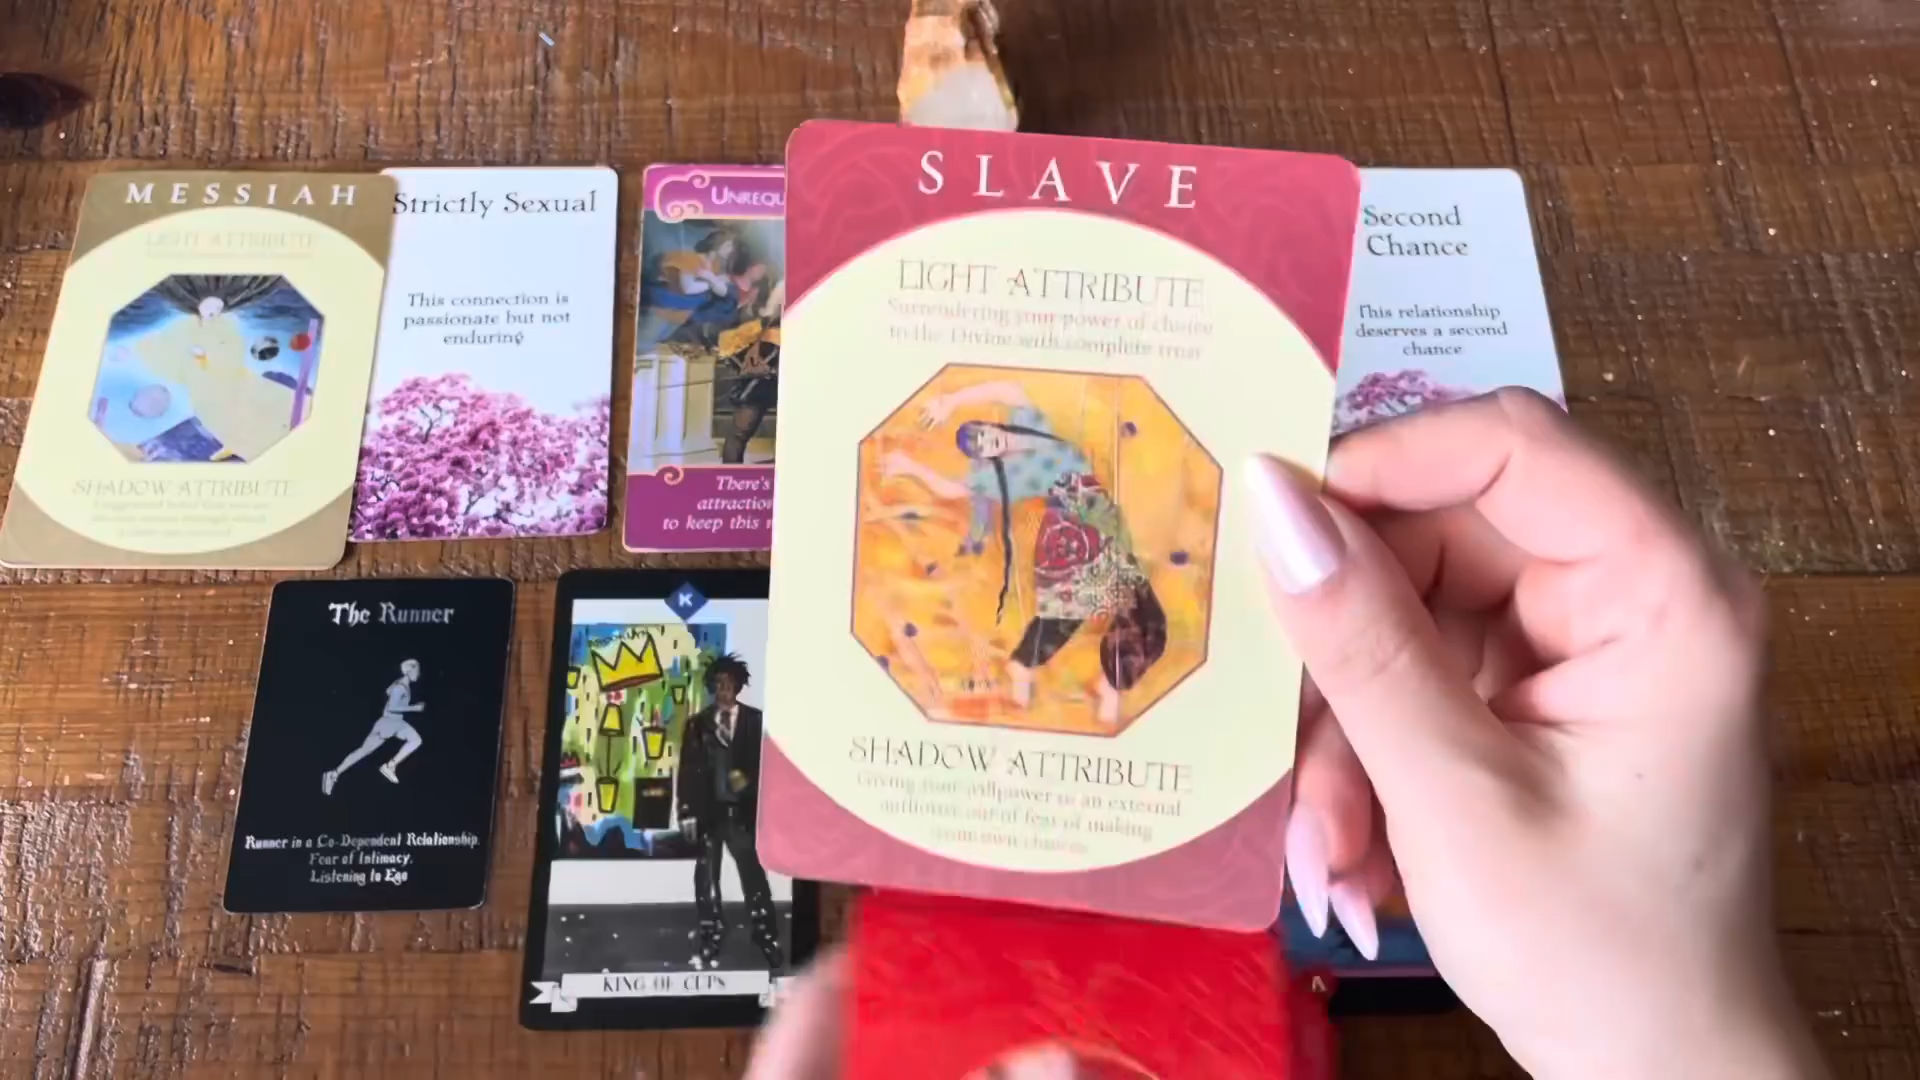 MESSIAH
LIGHT ATTRIBUTE
SHADOW ATTRIBUTE
Strictly Sexual
This connection is
passionate but not
enduring
UNREQU
There's
attraction
to keep this
SLAVE
LIGHT ATTRIBUTE
Surrendering your power of choice
to the Divine with complete trust
SHADOW ATTRIBUTE
Giving your willpower to an external
authority out of fear of making
your own choices
Second
Chance
This relationship
deserves a second
chance
The Runner
Runner in a Co-Dependent Relationship.
Fear of Intimacy.
Listening to Ego
K
KING OF CUPS